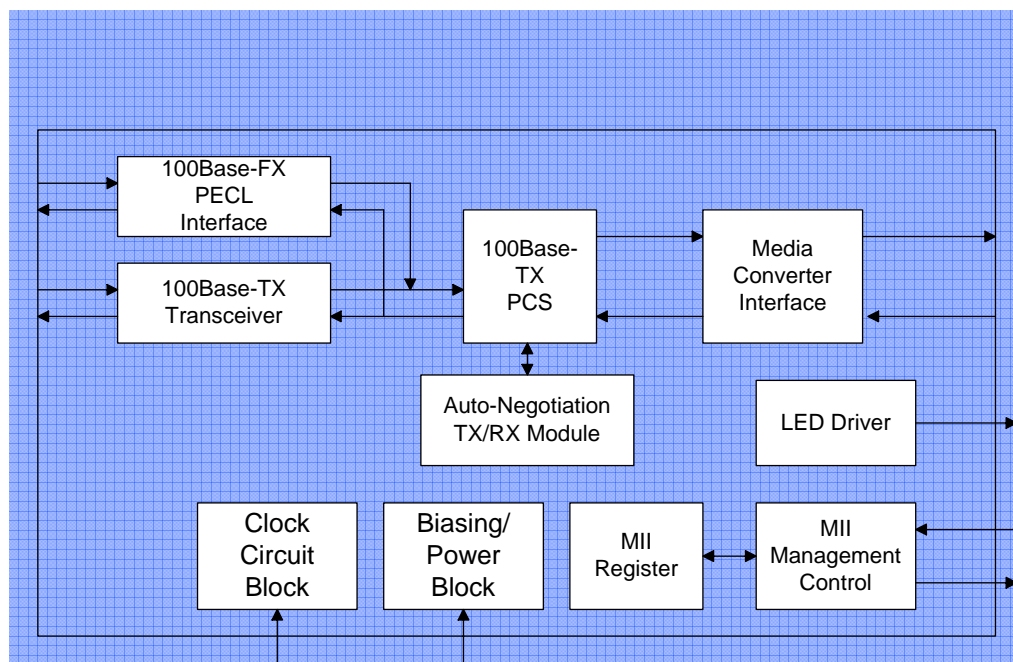 100Base-FX
PECL
Interface
100Base-TX
Transceiver
100Base-
TX
PCS
Media
Converter
Interface
Auto-Negotiation
TX/RX Module
LED Driver
Clock
Circuit
Block
Biasing/
Power
Block
MII
Register
MII
Management
Control